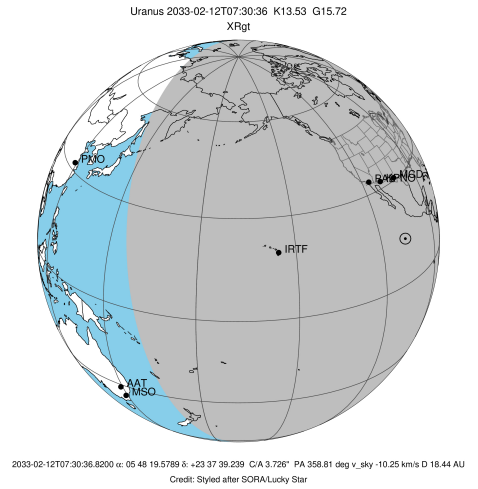 Uranus 2033-02-12T07:30:36 K13.53 G15.72
XRgt
PMO
MSD
IRTF
AAT
MSO
2033-02-12T07:30:36.8200 α: 05 48 19.5789 δ: +23 37 39.239 C/A 3.726" PA 358.81 deg v_sky -10.25 km/s D 18.44 AU
Credit: Styled after SORA/Lucky Star